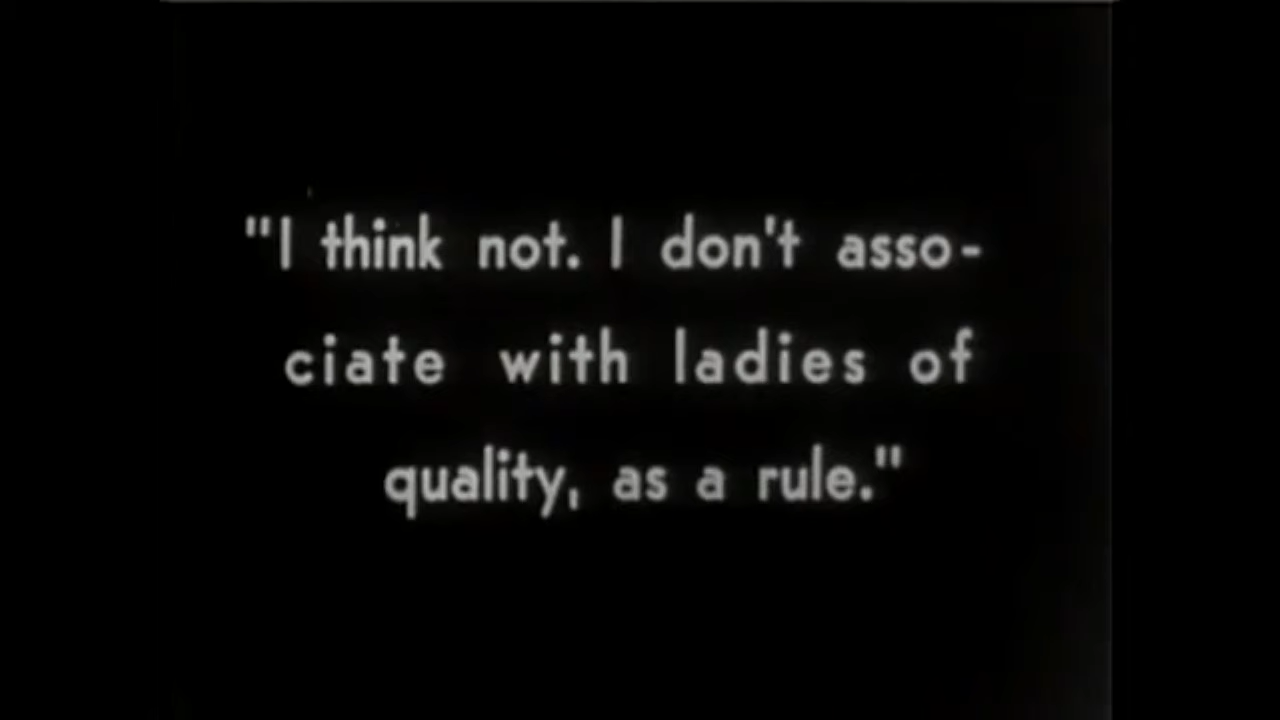 "I think not. I don't asso-
ciate with ladies of
quality, as a rule."